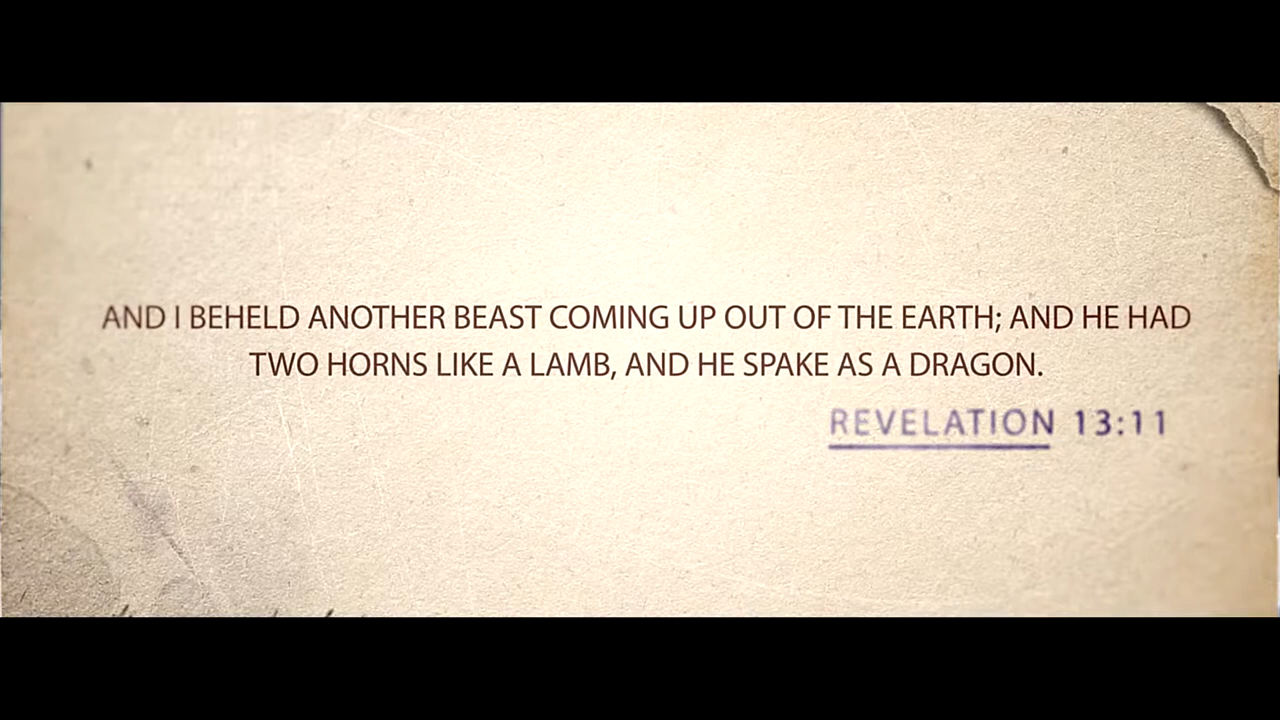 AND I BEHELD ANOTHER BEAST COMING UP OUT OF THE EARTH; AND HE HAD
TWO HORNS LIKE A LAMB, AND HE SPAKE AS A DRAGON.
REVELATION 13:11